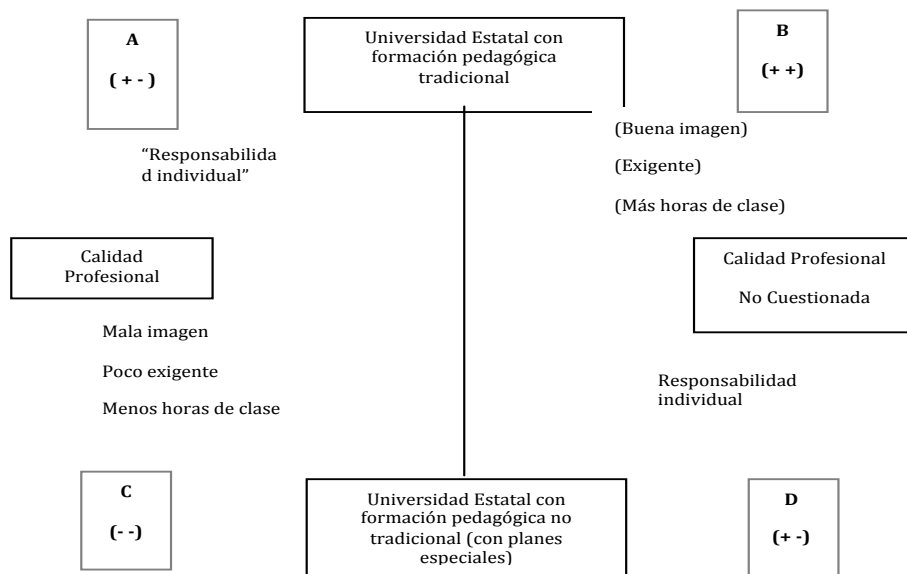 A
( + - )
Universidad Estatal con
formación pedagógica
tradicional
B
(+ +)
“Responsabilida
d individual”
(Buena imagen)
(Exigente)
(Más horas de clase)
Calidad
Profesional
Calidad Profesional
No Cuestionada
Mala imagen
Poco exigente
Menos horas de clase
Responsabilidad
individual
C
(- -)
Universidad Estatal con
formación pedagógica no
tradicional (con planes
especiales)
D
(+ -)